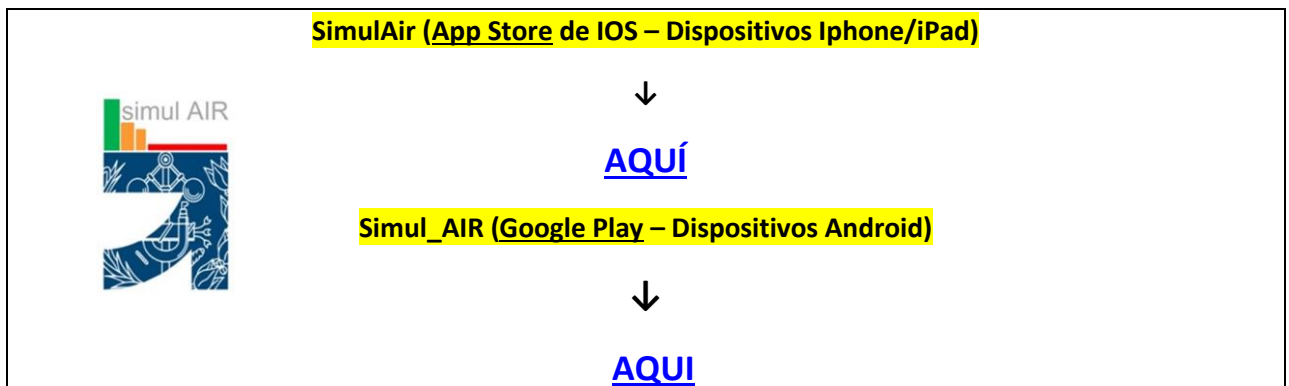 SimulAir (App Store de IOS – Dispositivos Iphone/iPad)
↓
simul AIR
AQUÍ
Simul_AIR (Google Play – Dispositivos Android)
↓
AQUI